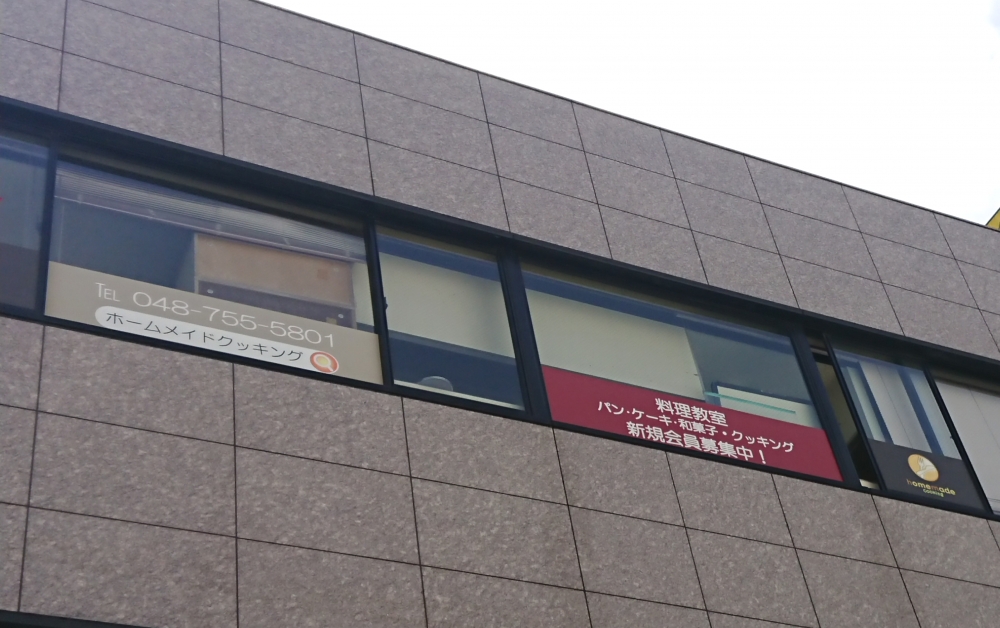 TEL 048-755-5801
ホームメイドクッキング
料理教室
パン・ケーキ・和菓子・クッキング
新規会員募集中！
homemade
cooking